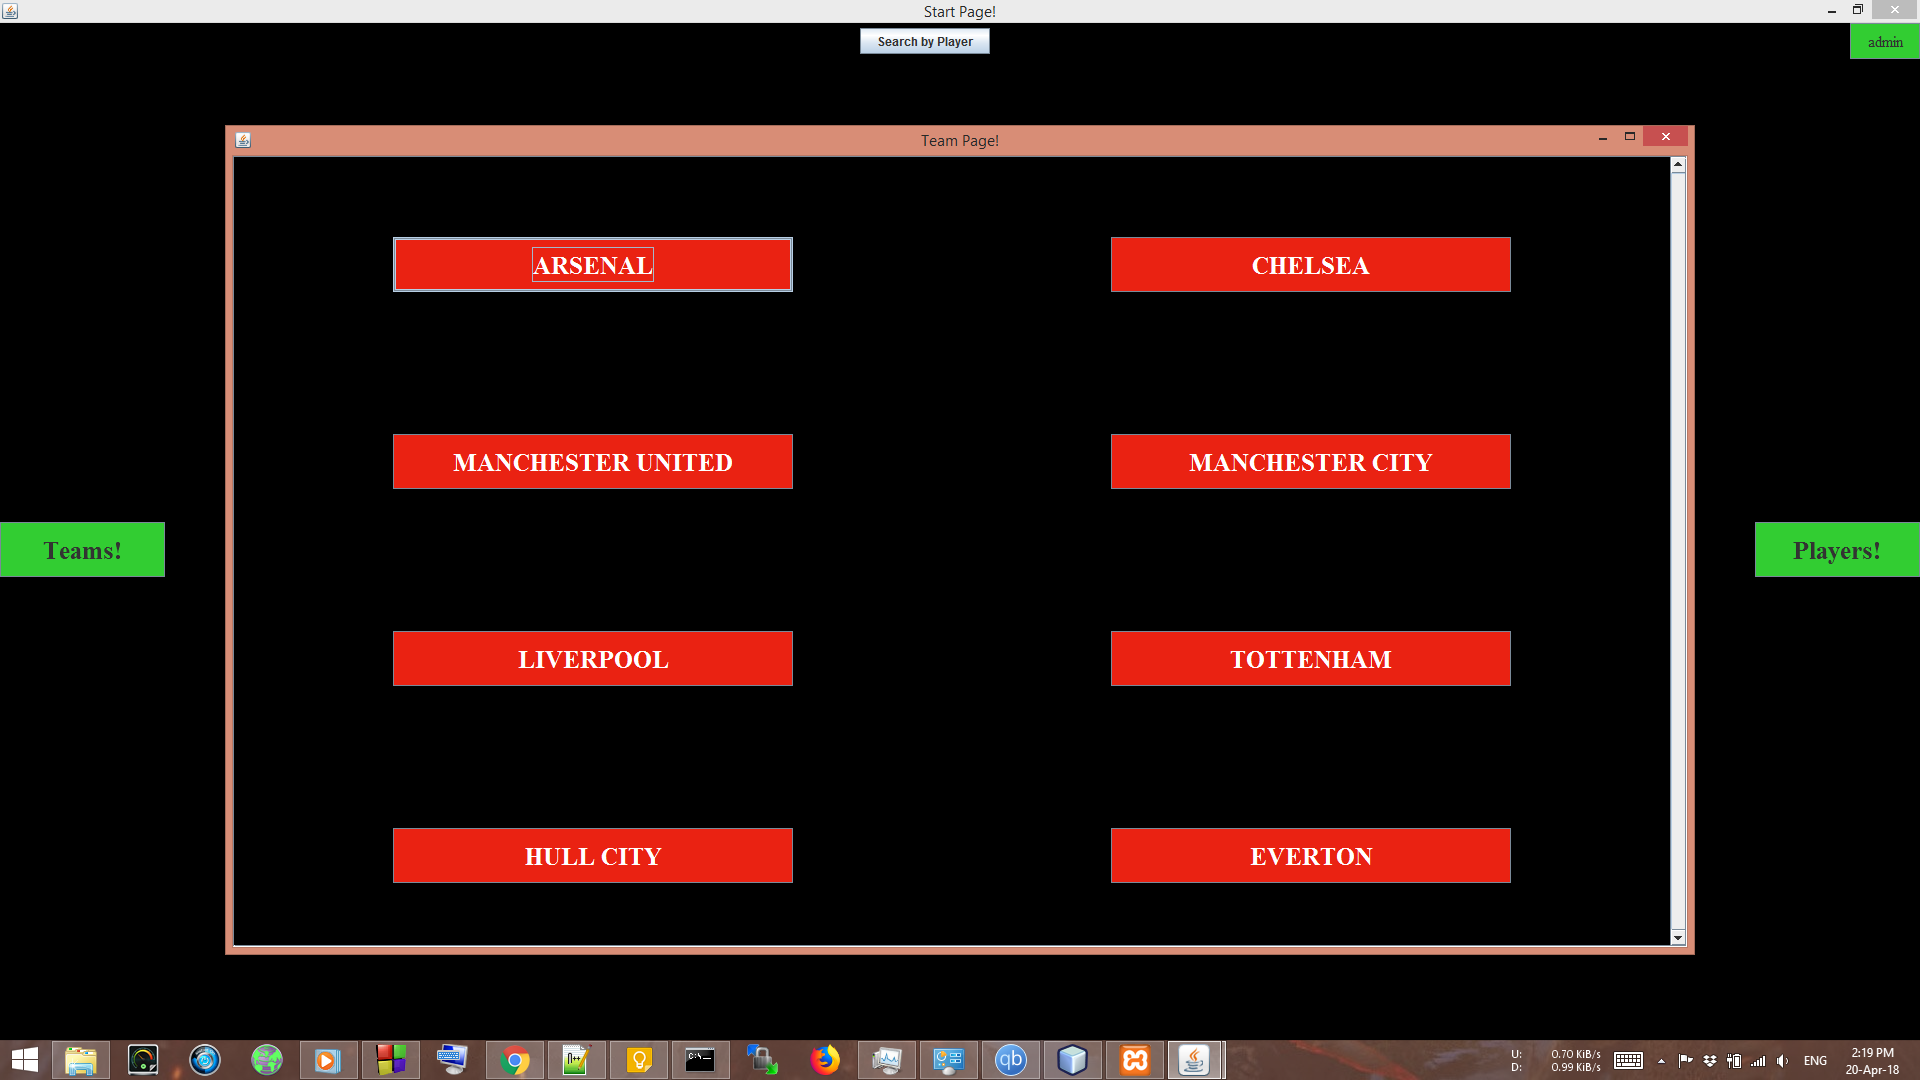 Start Page!
Search by Player
admin
Team Page!
ARSENAL
CHELSEA
MANCHESTER UNITED
MANCHESTER CITY
Teams!
Players!
LIVERPOOL
TOTTENHAM
HULL CITY
EVERTON
U: 0.70 KiB/s
D: 0.99 KiB/s
ENG
2:19 PM
20-Apr-18
C:\_
n++
qb